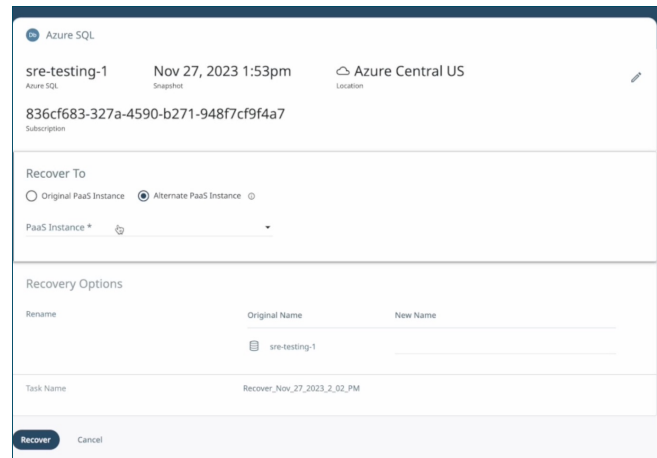 Db Azure SQL
sre-testing-1 Nov 27, 2023 1:53pm Azure Central US
Azure SQL Snapshot Location
836cf683-327a-4590-b271-948f7cf9f4a7
Subscription
Recover To
Original PaaS Instance Alternate PaaS Instance
PaaS Instance *
Recovery Options
Rename Original Name New Name
sre-testing-1
Task Name Recover_Nov_27_2023_2_02_PM
Recover Cancel